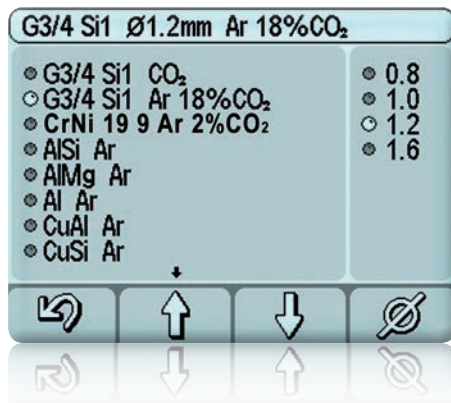 G3/4 Si1 Ø1.2mm Ar 18%CO₂
G3/4 Si1 CO₂
G3/4 Si1 Ar 18%CO₂
CrNi 19 9 Ar 2%CO₂
AlSi Ar
AlMg Ar
Al Ar
CuAl Ar
CuSi Ar
0.8
1.0
1.2
1.6